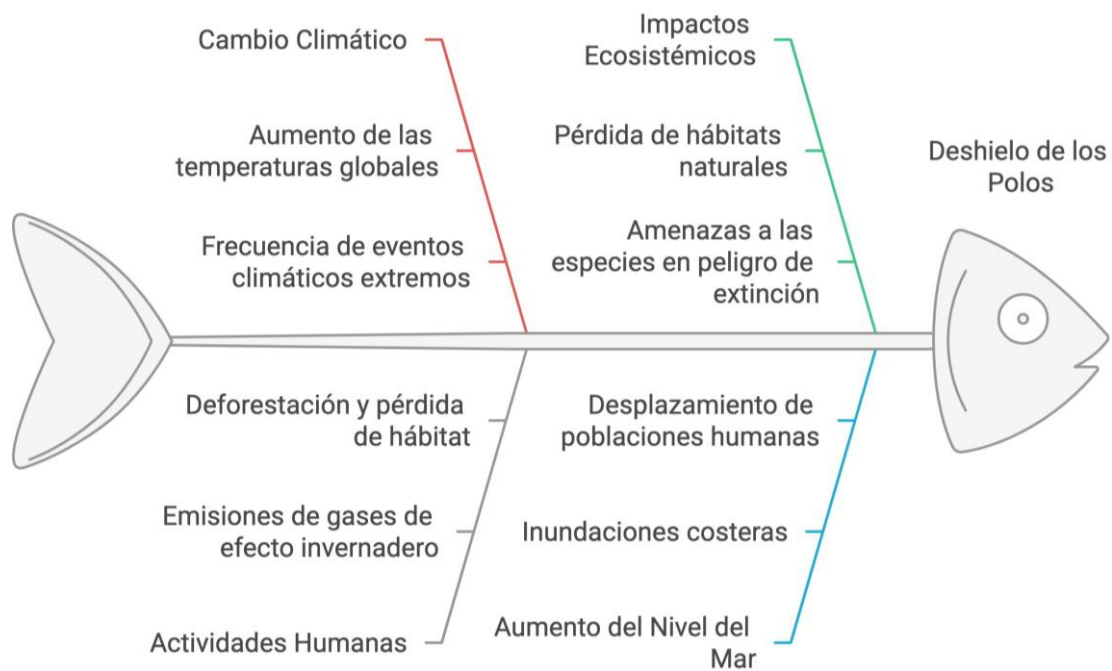 Cambio Climático
Aumento de las
temperaturas globales
Frecuencia de eventos
climáticos extremos
Impactos
Ecosistémicos
Pérdida de hábitats
naturales
Amenazas a las
especies en peligro de
extinción
Deshielo de los
Polos
Deforestación y pérdida
de hábitat
Emisiones de gases de
efecto invernadero
Actividades Humanas
Desplazamiento de
poblaciones humanas
Inundaciones costeras
Aumento del Nivel del
Mar